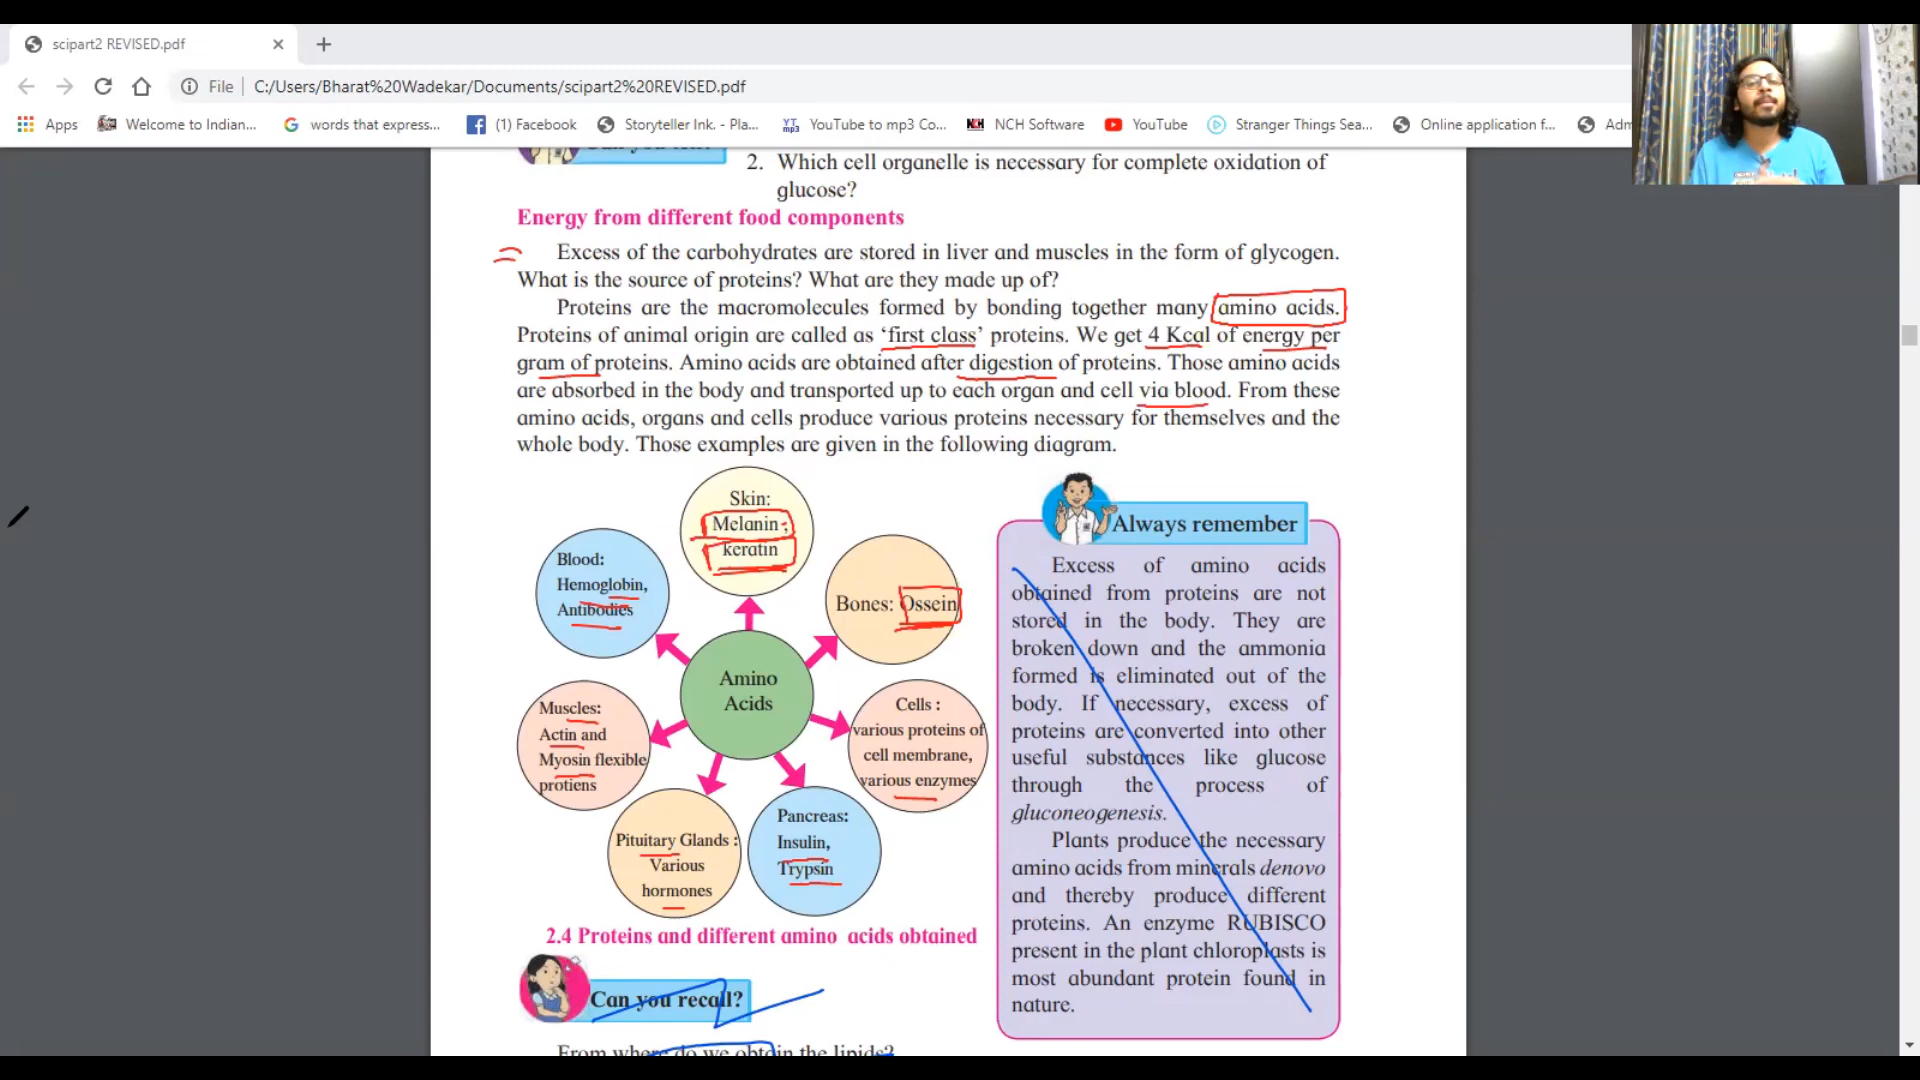 scipart2 REVISED.pdf
File
C:/Users/Bharat%20Wadekar/Documents/scipart2%20REVISED.pdf
Apps
Welcome to Indian...
words that express...
(1) Facebook
Storyteller Ink. - Pla...
YouTube to mp3 Co...
NCH Software
YouTube
Stranger Things Sea...
Online application f...
Adm
2. Which cell organelle is necessary for complete oxidation of
glucose?
Energy from different food components
Excess of the carbohydrates are stored in liver and muscles in the form of glycogen.
What is the source of proteins? What are they made up of?
Proteins are the macromolecules formed by bonding together many amino acids.
Proteins of animal origin are called as ‘first class’ proteins. We get 4 Kcal of energy per
gram of proteins. Amino acids are obtained after digestion of proteins. Those amino acids
are absorbed in the body and transported up to each organ and cell via blood. From these
amino acids, organs and cells produce various proteins necessary for themselves and the
whole body. Those examples are given in the following diagram.
Skin:
Melanin;
keratin
Blood:
Hemoglobin,
Antibodies
Bones: Ossein
Amino
Acids
Muscles:
Actin and
Myosin flexible
protiens
Cells :
various proteins of
cell membrane,
various enzymes
Pituitary Glands :
Various
hormones
Pancreas:
Insulin,
Trypsin
2.4 Proteins and different amino acids obtained
Always remember
Excess of amino acids
obtained from proteins are not
stored in the body. They are
broken down and the ammonia
formed is eliminated out of the
body. If necessary, excess of
proteins are converted into other
useful substances like glucose
through the process of
gluconeogenesis.
Plants produce the necessary
amino acids from minerals denovo
and thereby produce different
proteins. An enzyme RUBISCO
present in the plant chloroplasts is
most abundant protein found in
nature.
Can you recall?
From where do we obtain the lipids?